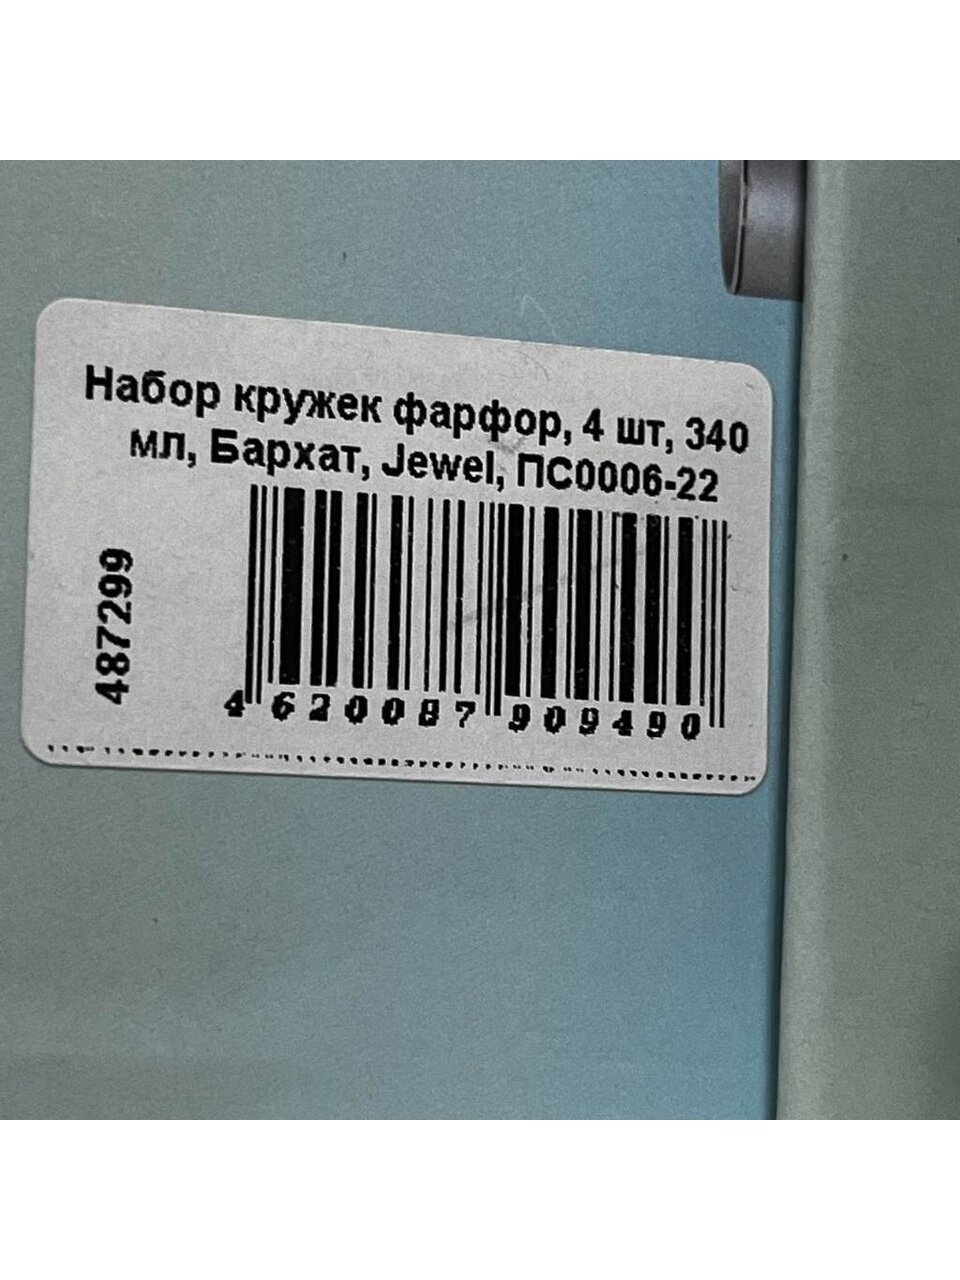 Набор кружек фарфор, 4 шт, 340
мл, Бархат, Jewel, ПС0006-22
487299
4 620087 909490